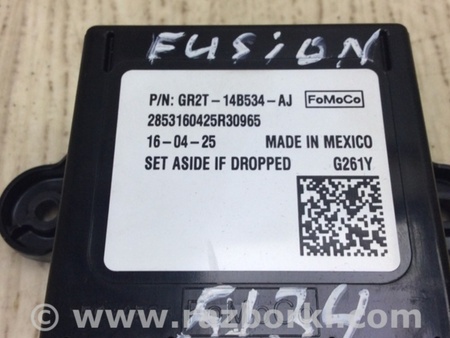 FUSION
P/N: GR2T-14B534-AJ FoMoCo
2853160425R30965
16-04-25 MADE IN MEXICO
SET ASIDE IF DROPPED G261Y
www.razborki.com